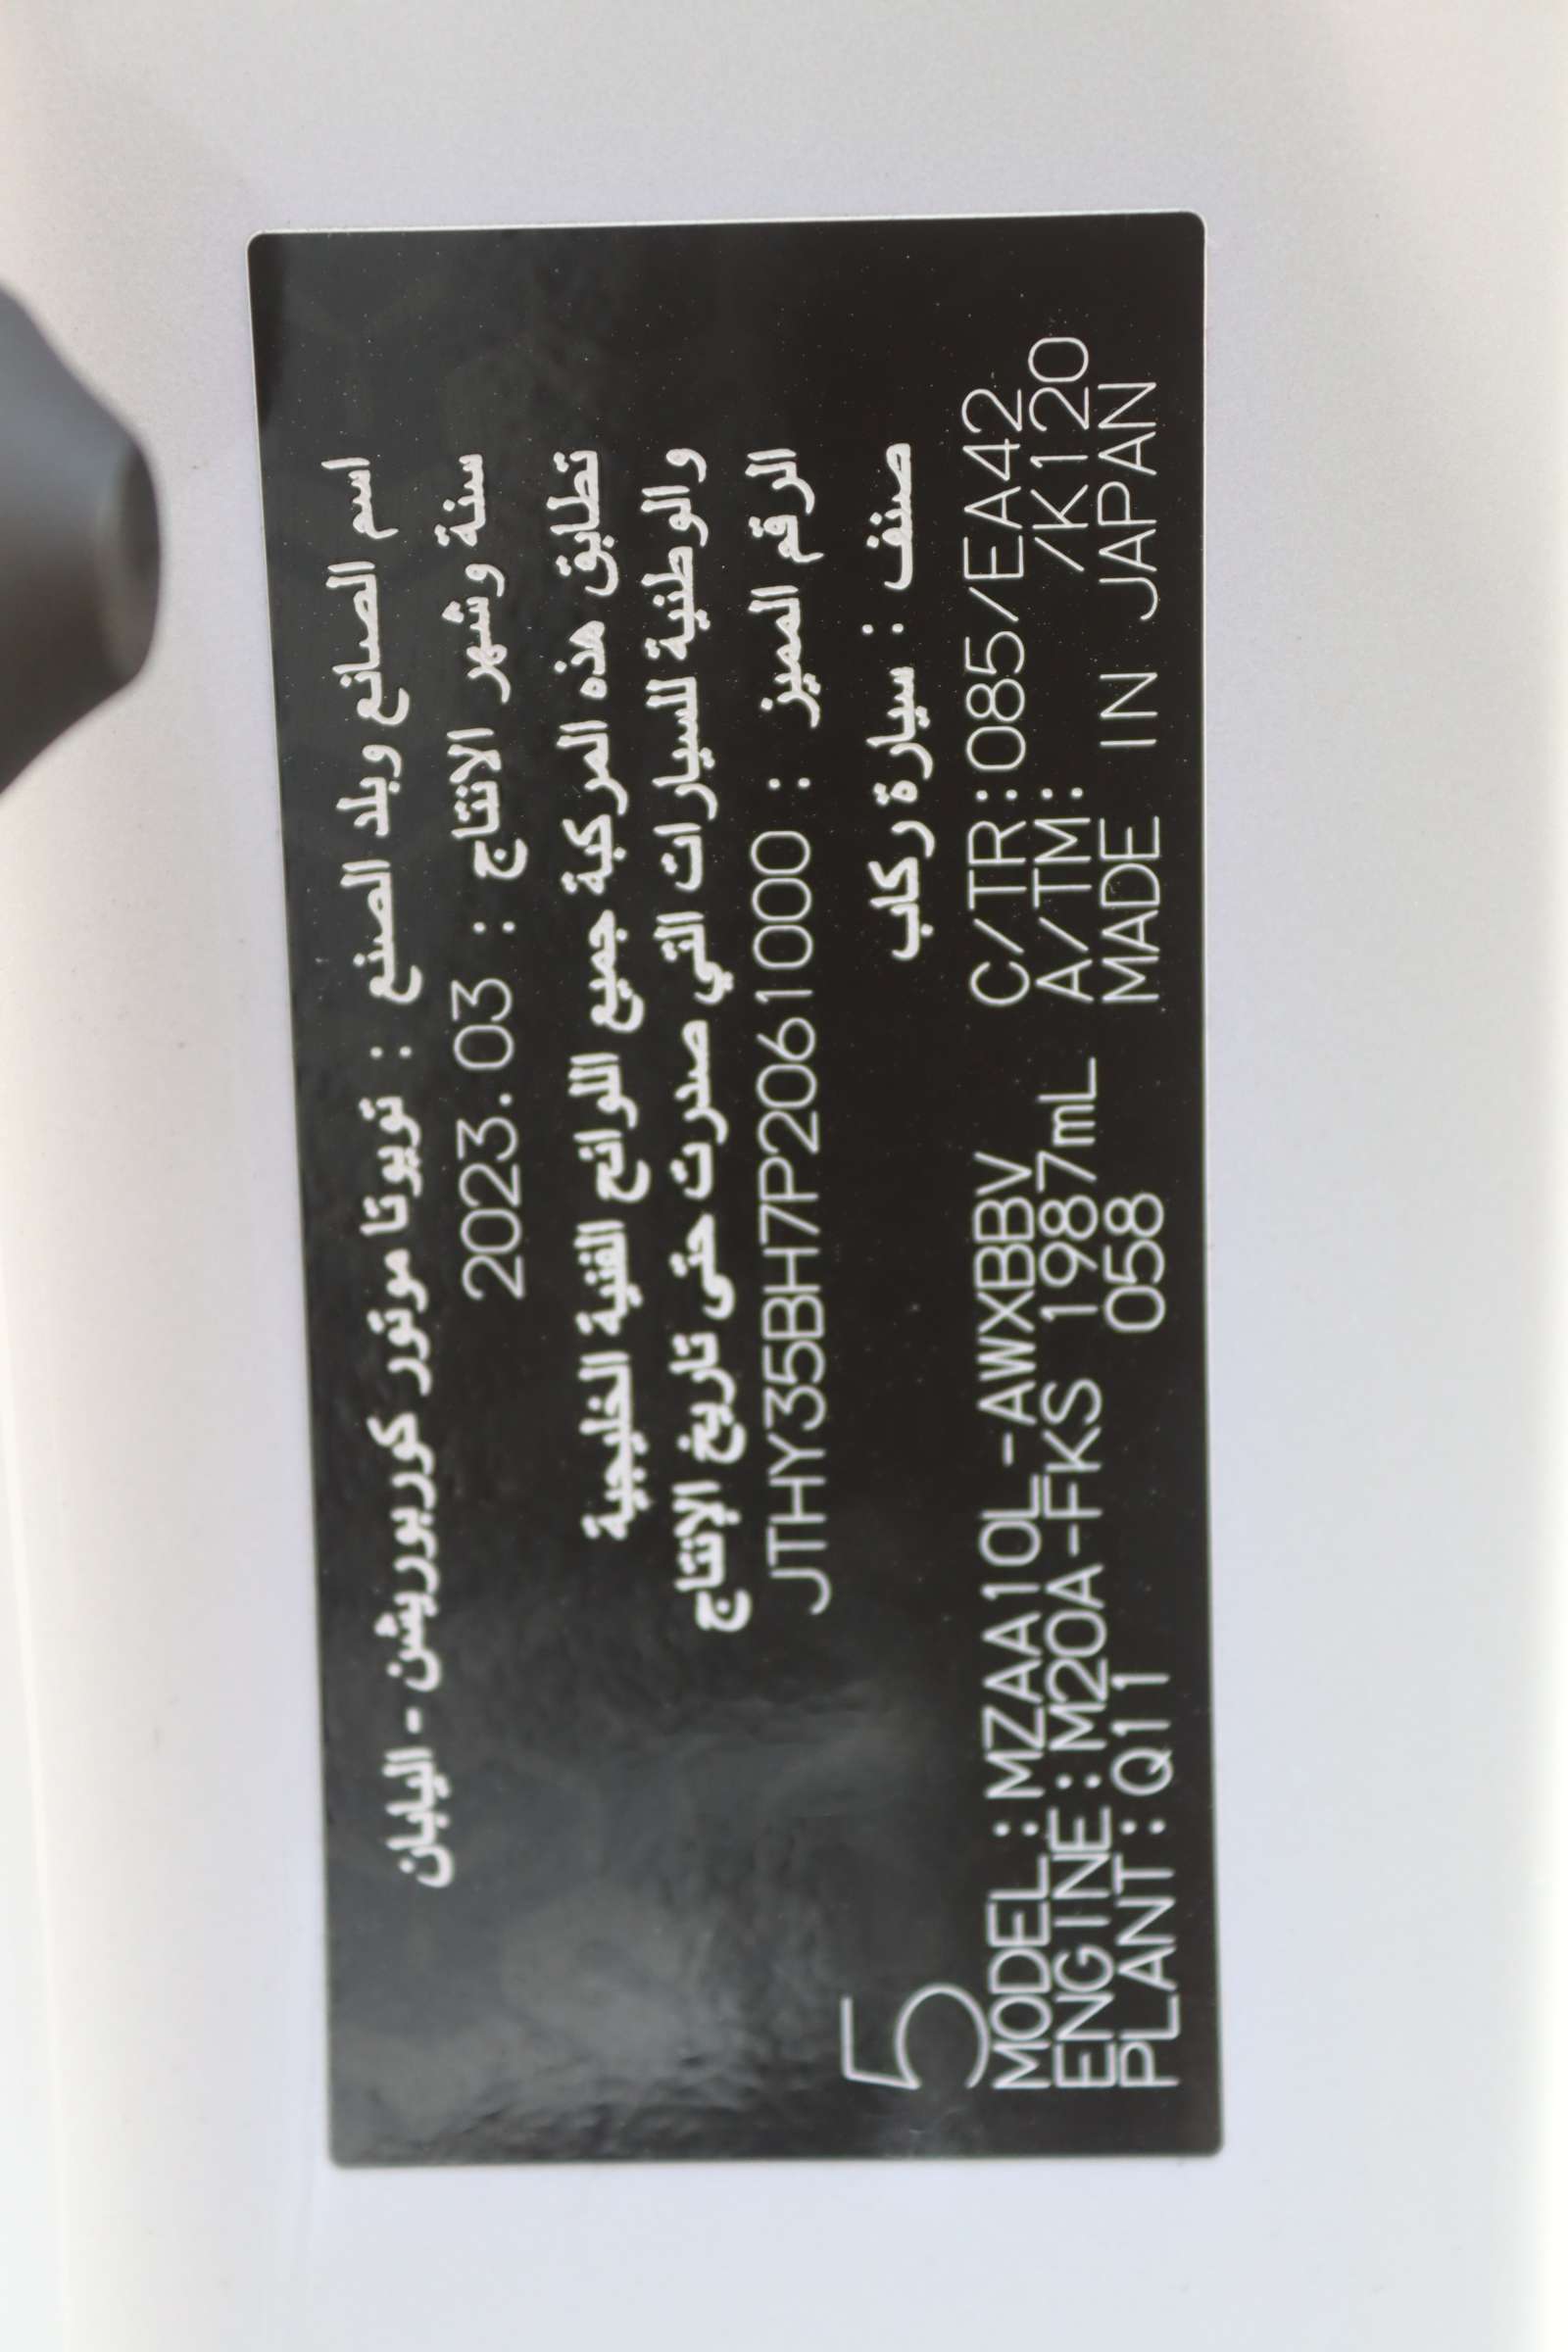 اسم الصانع وبلد الصنع : تويوتا موتور كوربوريشن - اليابان
سنة وشهر الانتاج : 2023.03
تطابق هذه المركبة جميع اللوائح الفنية الخليجية
والوطنية للسيارات التي صدرت حتى تاريخ الإنتاج
الرقم المميز : JTHY35BH7P2061000
صنف : سيارة ركاب
5
MODEL:MZAA10L-AWXBBV C/TR:085/EA42
ENGINE:M20A-FKS 1987mL A/TM: /K120
PLANT:Q11 058 MADE IN JAPAN